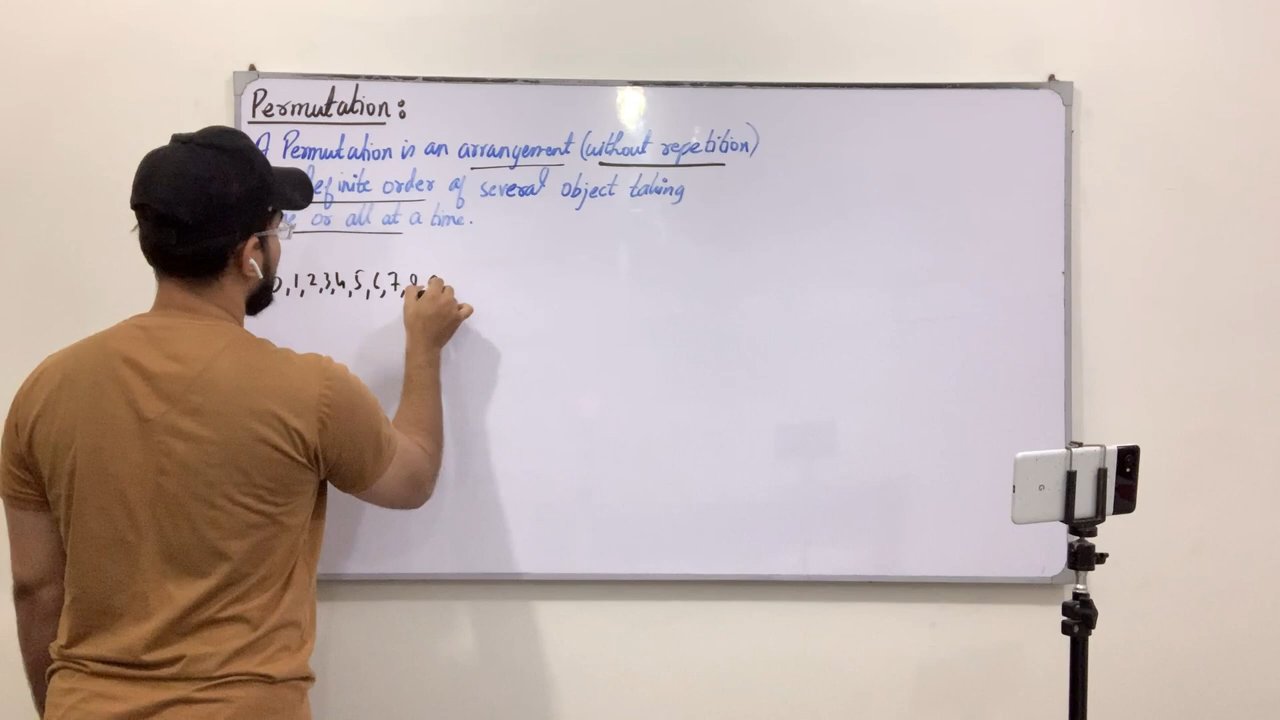 Permutation:
A Permutation is an arrangement (without repetition)
definite order of several object taking
or all at a time.
0,1,2,3,4,5,6,7,8
G